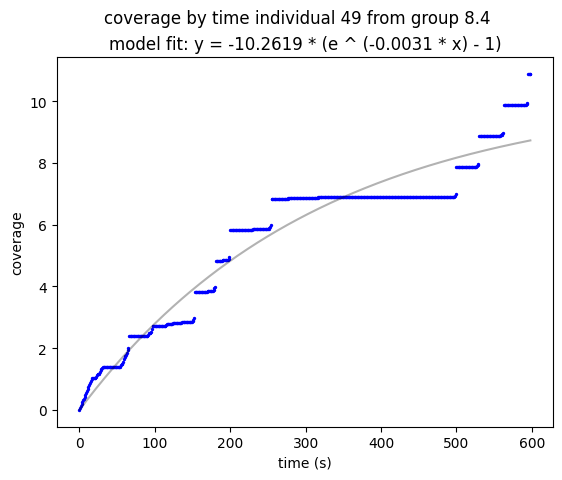 coverage by time individual 49 from group 8.4
model fit: y = -10.2619 * (e ^ (-0.0031 * x) - 1)
10
8
6
4
2
0
coverage
0 100 200 300 400 500 600
time (s)